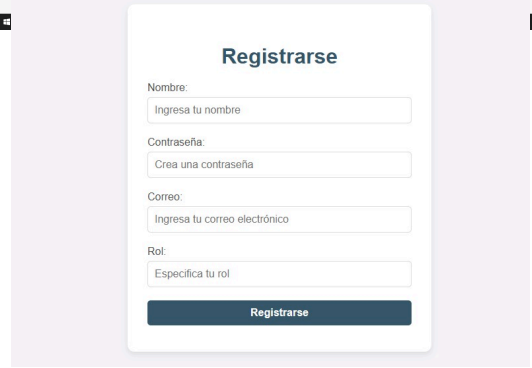 Registrarse
Nombre:
Ingresa tu nombre
Contraseña:
Crea una contraseña
Correo:
Ingresa tu correo electrónico
Rol:
Especifica tu rol
Registrarse